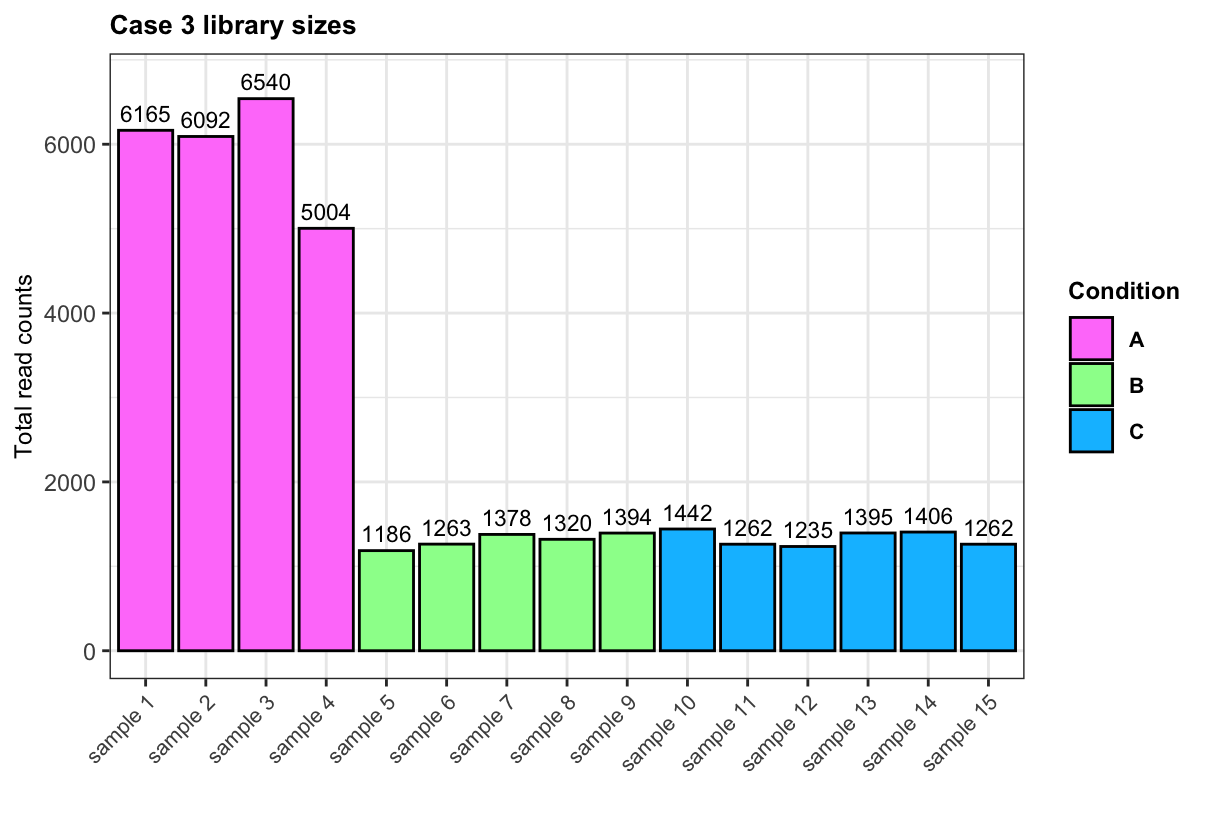 Case 3 library sizes
Total read counts
6000
4000
2000
0
6165
6092
6540
5004
1186
1263
1378
1320
1394
1442
1262
1235
1395
1406
1262
sample 1
sample 2
sample 3
sample 4
sample 5
sample 6
sample 7
sample 8
sample 9
sample 10
sample 11
sample 12
sample 13
sample 14
sample 15
Condition
A
B
C